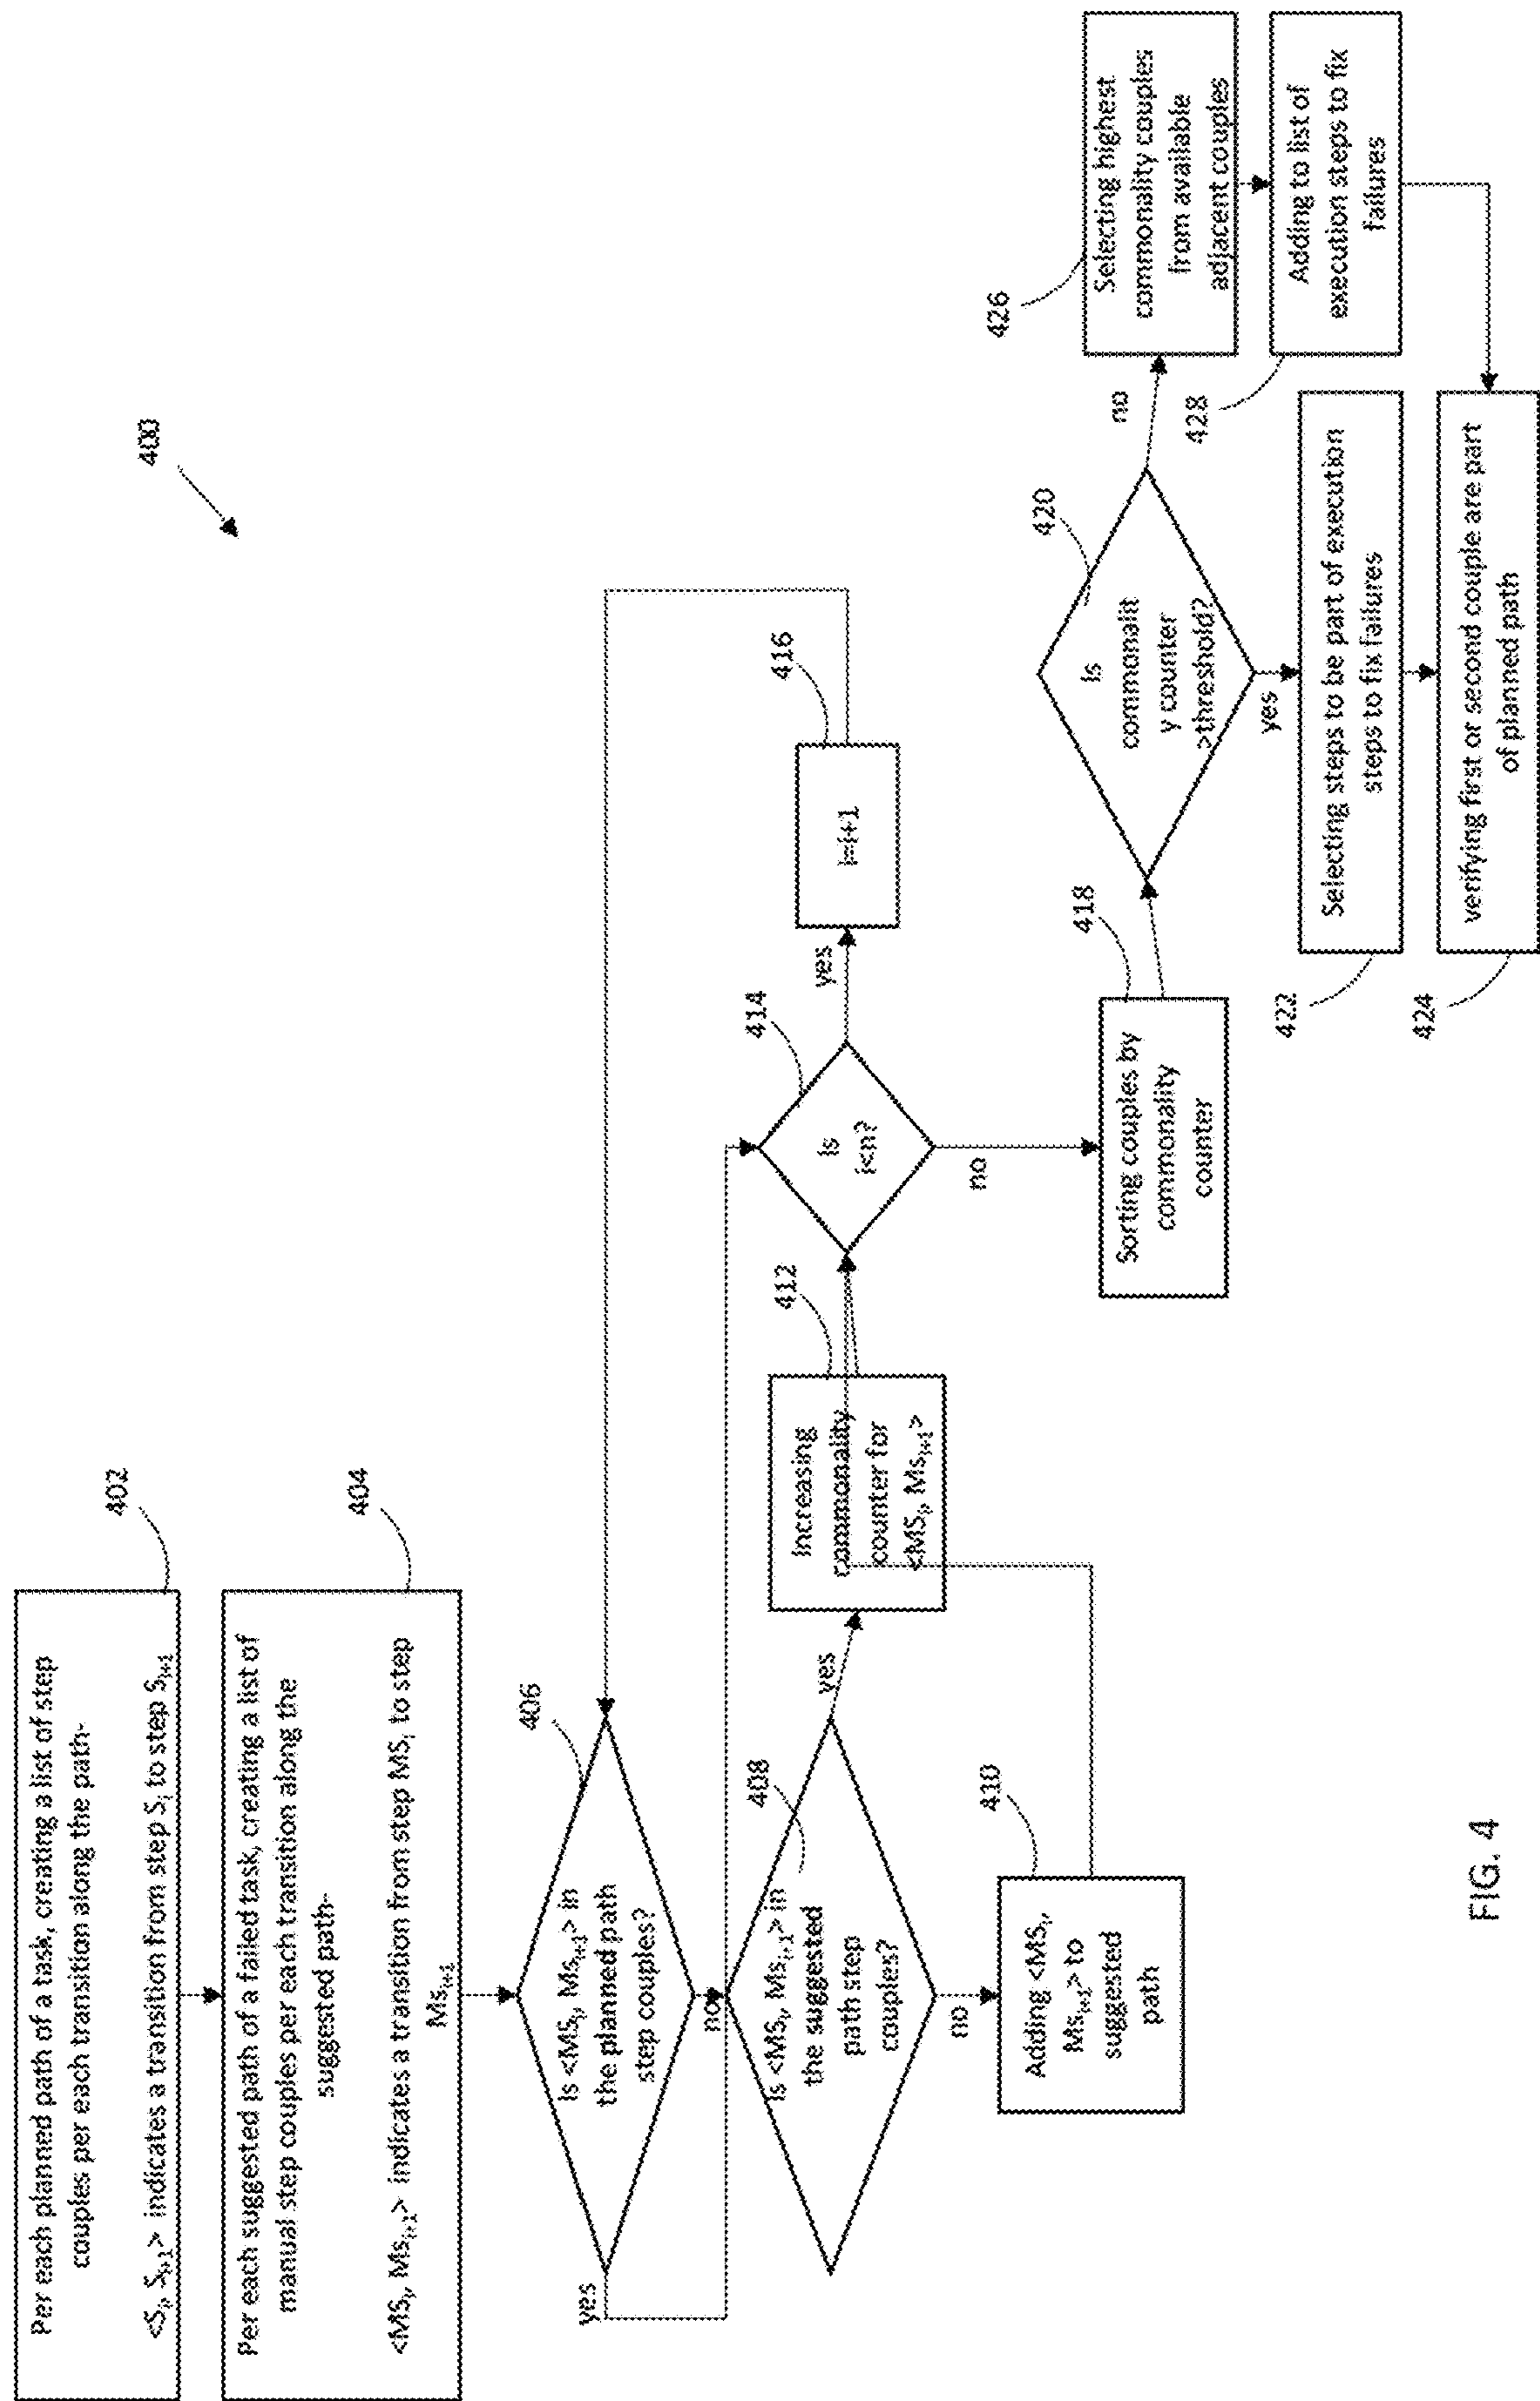 400
402
Per each planned path of a task, creating a list of step
couples per each transition along the path-
<Si, Si+1> indicates a transition from step Si to step Si+1
404
Per each suggested path of a failed task, creating a list of
manual step couples per each transition along the
suggested path-
<MSi, Msi+1> indicates a transition from step MSi to step
Msi+1
406
Is <MSi, Msi+1> in
the planned path
step couples?
yes
no
408
Is <MSi, Msi+1> in
the suggested
path step
couples?
yes
no
410
Adding <MSi,
Msi+1> to
suggested
path
412
Increasing
commonality
counter for
<MSi, Msi+1>
414
Is
i<n?
yes
no
416
i=i+1
418
Sorting couples by
commonality
counter
420
Is
commonalit
y counter
>threshold?
yes
no
422
Selecting steps to be part of execution
steps to fix failures
424
verifying first or second couple are part
of planned path
426
Selecting highest
commonality couples
from available
adjacent couples
428
Adding to list of
execution steps to fix
failures
FIG. 4